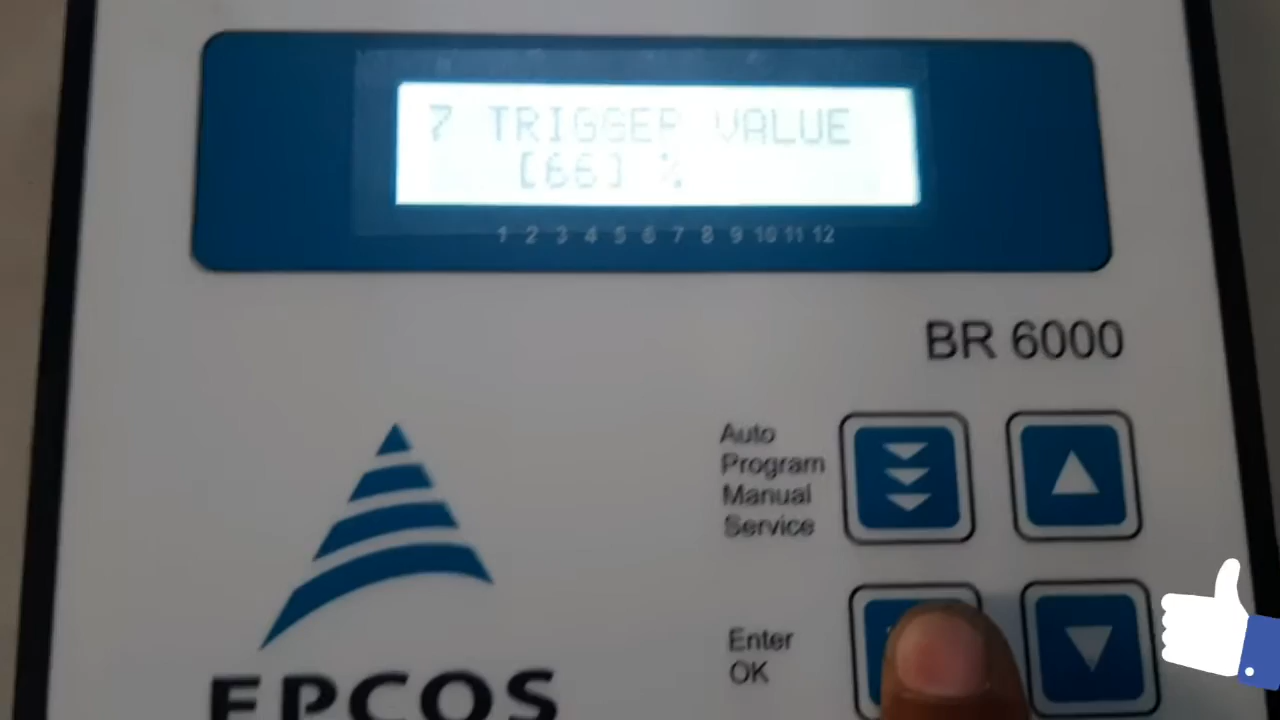 7 TRIGGER VALUE
[66] %
1 2 3 4 5 6 7 8 9 10 11 12
BR 6000
Auto
Program
Manual
Service
Enter
OK
EPCOS